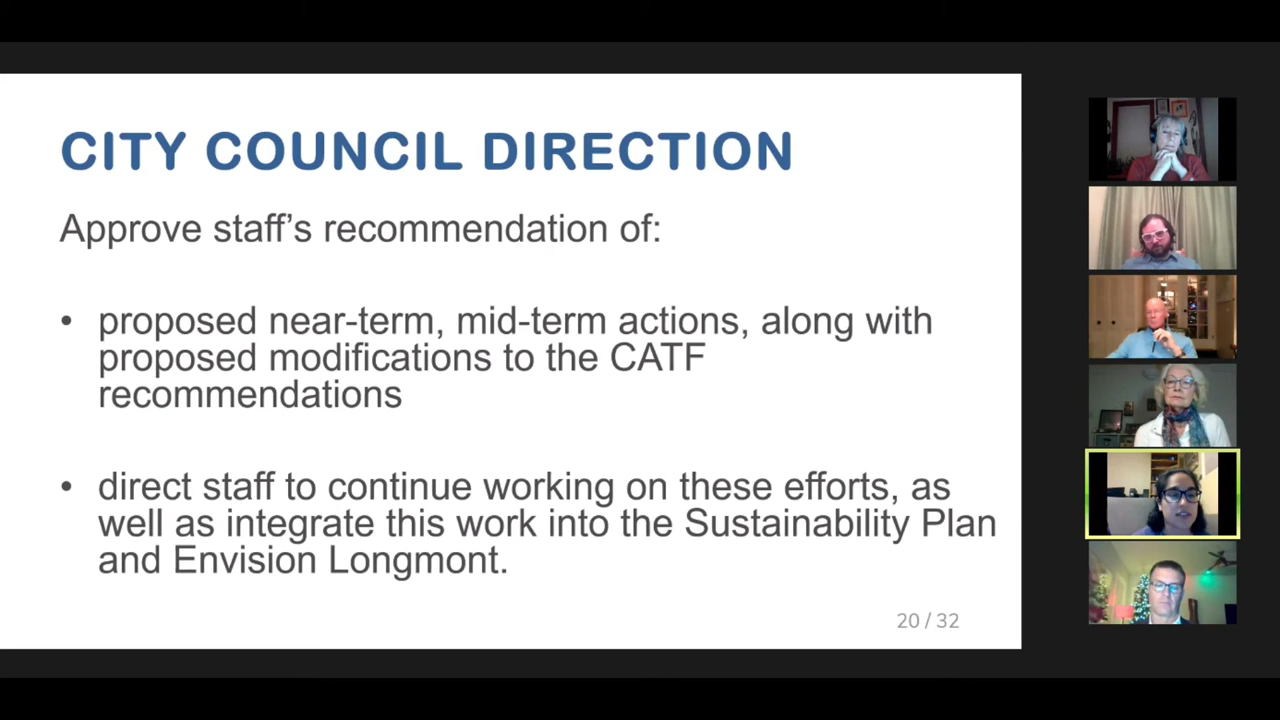 CITY COUNCIL DIRECTION
Approve staff’s recommendation of:
• proposed near-term, mid-term actions, along with
proposed modifications to the CATF
recommendations
• direct staff to continue working on these efforts, as
well as integrate this work into the Sustainability Plan
and Envision Longmont.
20 / 32